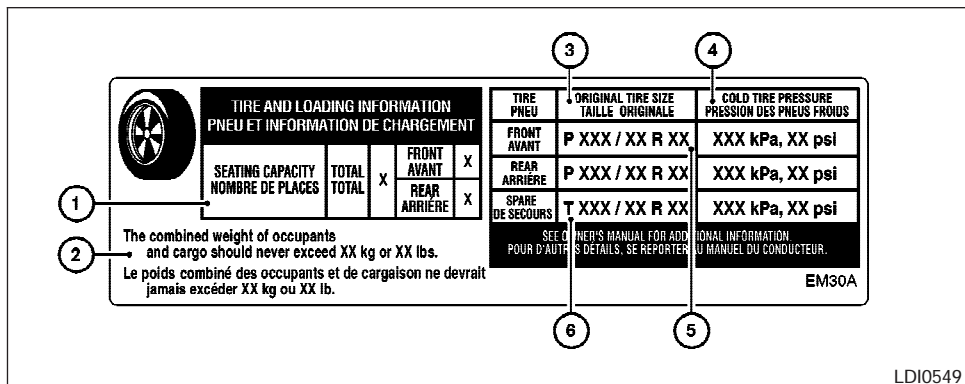 3
4
TIRE AND LOADING INFORMATION
PNEU ET INFORMATION DE CHARGEMENT
SEATING CAPACITY
NOMBRE DE PLACES
TOTAL
TOTAL
X
FRONT
AVANT
X
REAR
ARRIÈRE
X
TIRE
PNEU
ORIGINAL TIRE SIZE
TAILLE ORIGINALE
COLD TIRE PRESSURE
PRESSION DES PNEUS FROIDS
FRONT
AVANT
P XXX / XX R XX
XXX kPa, XX psi
REAR
ARRIÈRE
P XXX / XX R XX
XXX kPa, XX psi
SPARE
DE SECOURS
T XXX / XX R XX
XXX kPa, XX psi
SEE OWNER'S MANUAL FOR ADDITIONAL INFORMATION.
POUR D'AUTRES DÉTAILS, SE REPORTER AU MANUEL DU CONDUCTEUR.
1
2
The combined weight of occupants
and cargo should never exceed XX kg or XX lbs.
Le poids combiné des occupants et de cargaison ne devrait
jamais excéder XX kg ou XX lb.
EM30A
6
5
LDI0549